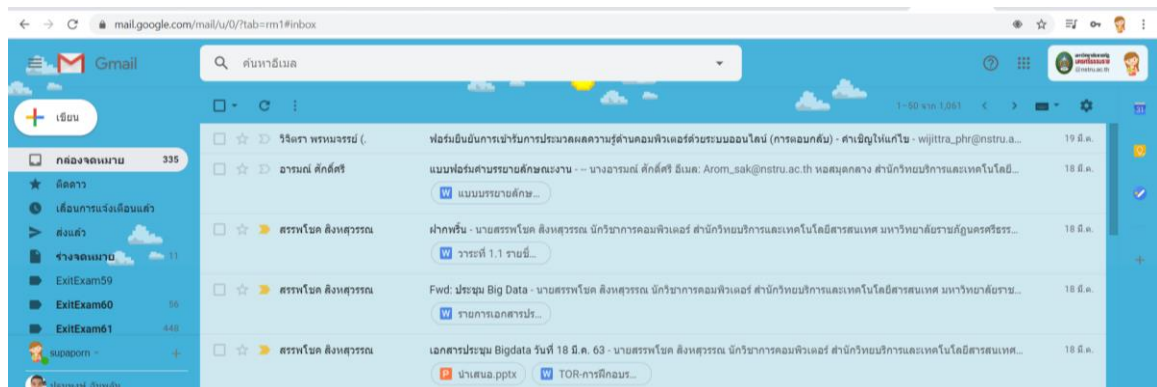 mail.google.com/mail/u/0/?tab=rm1#inbox
Gmail
ค้นหาอีเมล
@nstru.ac.th
เขียน
1-50 จาก 1,061
31
กล่องจดหมาย 335
วิจิตรา พรหมจรรย์ (.
ฟอร์มยืนยันการเข้ารับการประมวลผลความรู้ด้านคอมพิวเตอร์ด้วยระบบออนไลน์ (การตอบกลับ) - คำเชิญให้แก้ไข - wijittra_phr@nstru.a...
19 มี.ค.
ติดดาว
อารมณ์ ศักดิ์ศรี
แบบฟอร์มคำบรรยายลักษณะงาน - -- นางอารมณ์ ศักดิ์ศรี อีเมล: Arom_sak@nstru.ac.th หอสมุดกลาง สำนักวิทยบริการและเทคโนโลยี...
18 มี.ค.
W แบบบรรยายลักษ...
เลื่อนการแจ้งเตือนแล้ว
ส่งแล้ว
สรรพโชค สิงหสุวรรณ
ฝากพริ้น - นายสรรพโชค สิงหสุวรรณ นักวิชาการคอมพิวเตอร์ สำนักวิทยบริการและเทคโนโลยีสารสนเทศ มหาวิทยาลัยราชภัฏนครศรีธรร...
18 มี.ค.
W วาระที่ 1.1 รายชื่...
ร่างจดหมาย 11
ExitExam59
สรรพโชค สิงหสุวรรณ
Fwd: ประชุม Big Data - นายสรรพโชค สิงหสุวรรณ นักวิชาการคอมพิวเตอร์ สำนักวิทยบริการและเทคโนโลยีสารสนเทศ มหาวิทยาลัยราช...
18 มี.ค.
W รายการเอกสารปร...
ExitExam60 56
ExitExam61 448
supaporn
สรรพโชค สิงหสุวรรณ
เอกสารประชุม Bigdata วันที่ 18 มี.ค. 63 - นายสรรพโชค สิงหสุวรรณ นักวิชาการคอมพิวเตอร์ สำนักวิทยบริการและเทคโนโลยีสารสนเทศ...
18 มี.ค.
P นำเสนอ.pptx
W TOR-การฝึกอบร...